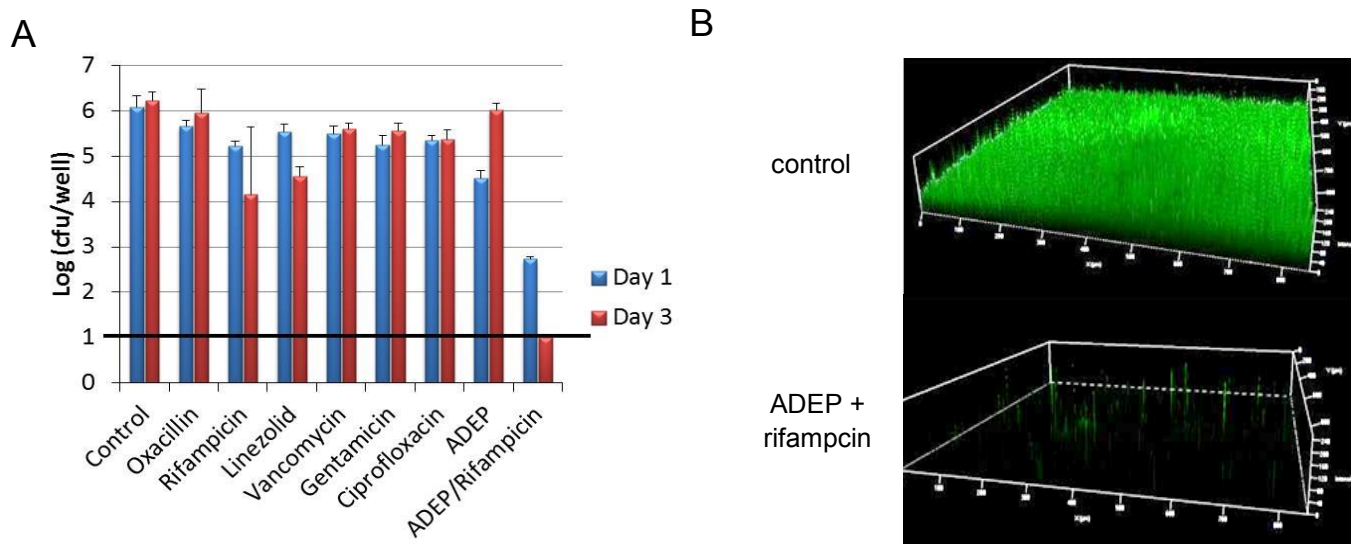 A
7
6
5
4
3
2
1
0
Log (cfu/well)
Control
Oxacillin
Rifampicin
Linezolid
Vancomycin
Gentamicin
Ciprofloxacin
ADEP
ADEP/Rifampicin
Day 1
Day 3
B
control
ADEP +
rifampcin